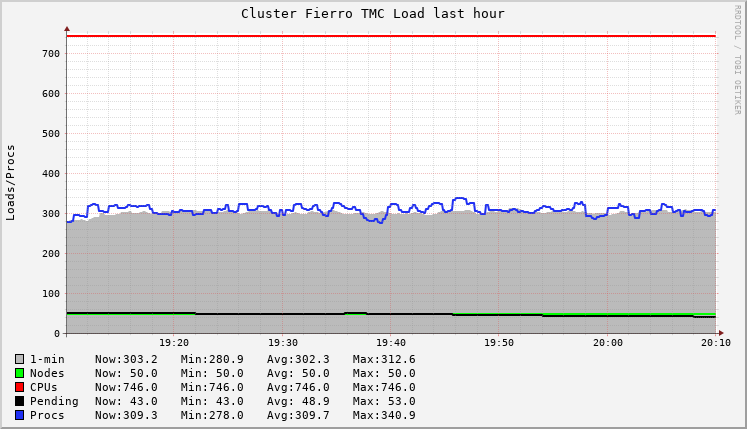 Cluster Fierro TMC Load last hour
RRDTOOL / TOBI OETIKER
Loads/Procs
700
600
500
400
300
200
100
0
19:20 19:30 19:40 19:50 20:00 20:10
1-min Now:303.2 Min:280.9 Avg:302.3 Max:312.6
Nodes Now: 50.0 Min: 50.0 Avg: 50.0 Max: 50.0
CPUs Now:746.0 Min:746.0 Avg:746.0 Max:746.0
Pending Now: 43.0 Min: 43.0 Avg: 48.9 Max: 53.0
Procs Now:309.3 Min:278.0 Avg:309.7 Max:340.9